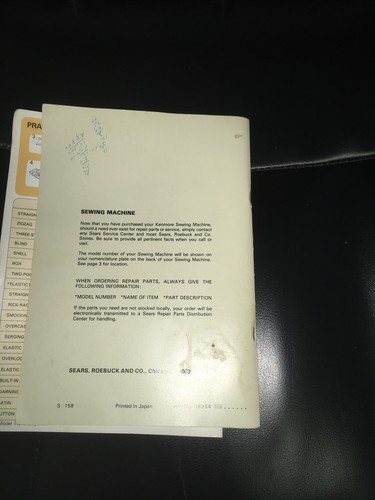 SEWING MACHINE
Now that you have purchased your Kenmore Sewing Machine,
should a need ever exist for repair parts or service, simply contact
any Sears Service Center and most Sears, Roebuck and Co.
Stores. Be sure to provide all pertinent facts when you call or
visit.
The model number of your Sewing Machine will be shown on
your nomenclature plate on the back of your Sewing Machine.
See page 3 for location.
WHEN ORDERING REPAIR PARTS, ALWAYS GIVE THE
FOLLOWING INFORMATION:
*MODEL NUMBER *NAME OF ITEM *PART DESCRIPTION
If the parts you need are not stocked locally, your order will be
electronically transmitted to a Sears Repair Parts Distribution
Center for handling.
SEARS, ROEBUCK AND CO.,
Printed in Japan
PRA
STRAIGH
ZIGZAG
THREE-S
BLIND
SHELL
BOX
TWO-POI
*ELASTIC
STRAIGH
RICK-RAC
SMOCKIN
OVERCAS
SERGING
ELASTIC
OVERLOC
ELASTIC
BUILT-IN
DARNING
SATIN
BUTTON